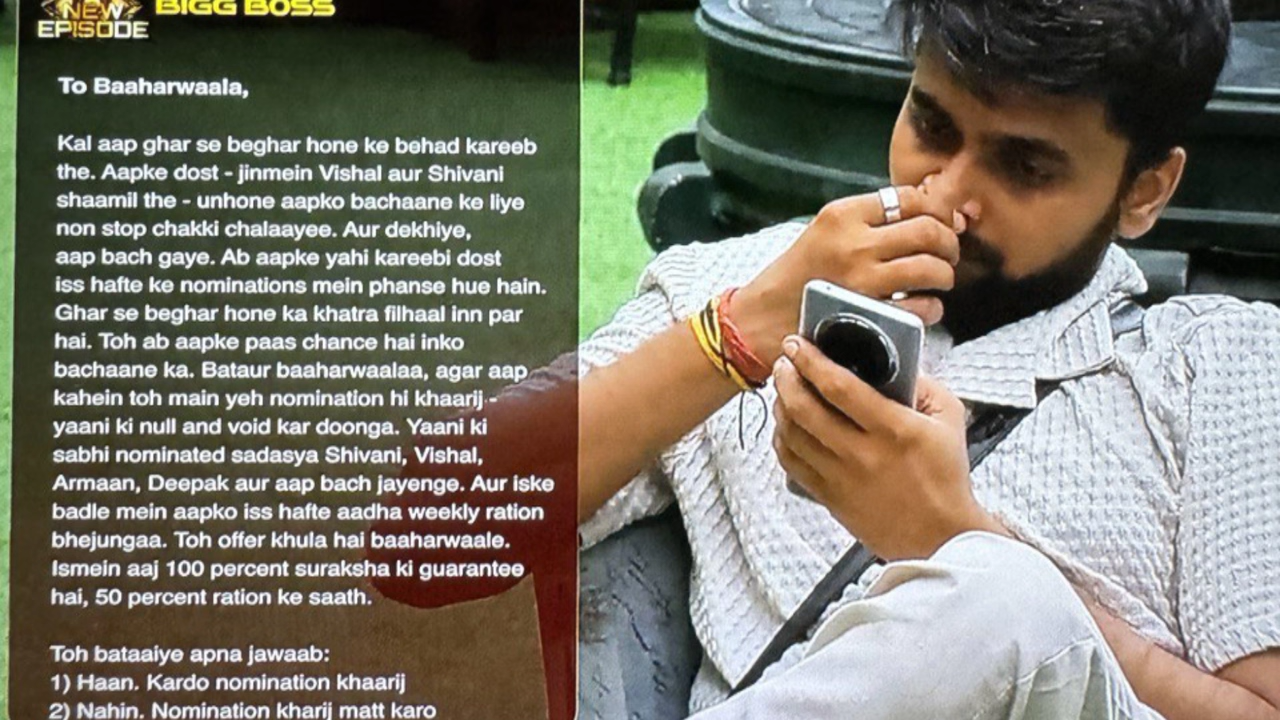 NEW
EPISODE
BIGG BOSS
To Baaharwaala,
Kal aap ghar se beghar hone ke behad kareeb
the. Aapke dost - jinmein Vishal aur Shivani
shaamil the - unhone aapko bachaane ke liye
non stop chakki chalaayee. Aur dekhiye,
aap bach gaye. Ab aapke yahi kareebi dost
iss hafte ke nominations mein phanse hue hain.
Ghar se beghar hone ka khatra filhaal inn par
hai. Toh ab aapke paas chance hai inko
bachaane ka. Bataur baaharwaalaa, agar aap
kahein toh main yeh nomination hi khaarij -
yaani ki null and void kar doonga. Yaani ki
sabhi nominated sadasya Shivani, Vishal,
Armaan, Deepak aur aap bach jayenge. Aur iske
badle mein aapko iss hafte aadha weekly ration
bhejungaa. Toh offer khula hai baaharwaale.
Ismein aaj 100 percent suraksha ki guarantee
hai, 50 percent ration ke saath.
Toh bataaiye apna jawaab:
1) Haan. Kardo nomination khaarij
2) Nahin. Nomination kharij matt karo